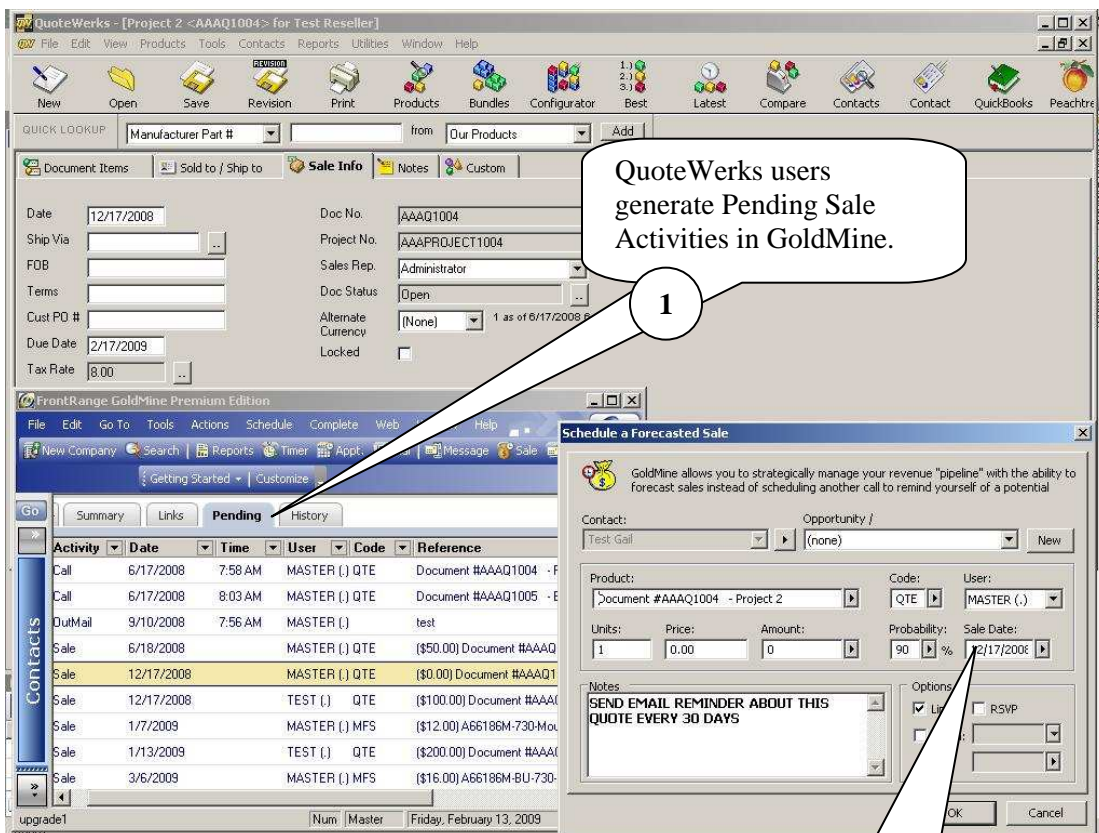 QuoteWerks - [Project 2 <AAAQ1004> for Test Reseller]
File Edit View Products Tools Contacts Reports Utilities Window Help
New Open Save Revision Print Products Bundles Configurator Best Latest Compare Contacts Contact QuickBooks Peachtre
QUICK LOOKUP Manufacturer Part # from Our Products Add
Document Items Sold to / Ship to Sale Info Notes Custom
QuoteWerks users
generate Pending Sale
Activities in GoldMine.
1
Date 12/17/2008 Doc No. AAAQ1004
Ship Via .. Project No. AAAPROJECT1004
FOB Sales Rep. Administrator
Terms Doc Status Open ..
Cust PO # Alternate Currency (None) 1 as of 6/17/2008
Due Date 2/17/2009 Locked
Tax Rate 8.00 ..
FrontRange GoldMine Premium Edition
File Edit Go To Tools Actions Schedule Complete Web Help
New Company Search Reports Timer Appt. Message Sale
Getting Started Customize
Go Summary Links Pending History
Contacts
Activity Date Time User Code Reference
Call 6/17/2008 7:58 AM MASTER (.) QTE Document #AAAQ1004 -
Call 6/17/2008 8:03 AM MASTER (.) QTE Document #AAAQ1005 -
OutMail 9/10/2008 7:56 AM MASTER (.) test
Sale 6/18/2008 MASTER (.) QTE ($50.00) Document #AAAQ
Sale 12/17/2008 MASTER (.) QTE ($0.00) Document #AAAQ1
Sale 12/17/2008 TEST (.) QTE ($100.00) Document #AAA
Sale 1/7/2009 MASTER (.) MFS ($12.00) A66186M-730-Mou
Sale 1/13/2009 TEST (.) QTE ($200.00) Document #AAA
Sale 3/6/2009 MASTER (.) MFS ($16.00) A66186M-BU-730-
upgrade1 Num Master Friday, February 13, 2009
Schedule a Forecasted Sale
GoldMine allows you to strategically manage your revenue "pipeline" with the ability to
forecast sales instead of scheduling another call to remind yourself of a potential
Contact: Opportunity /
Test Gail (none) New
Product: Code: User:
Document #AAAQ1004 - Project 2 QTE MASTER (.)
Units: Price: Amount: Probability: Sale Date:
1 0.00 0 90 % 12/17/2008
Notes Options
SEND EMAIL REMINDER ABOUT THIS
QUOTE EVERY 30 DAYS
RSVP
OK Cancel